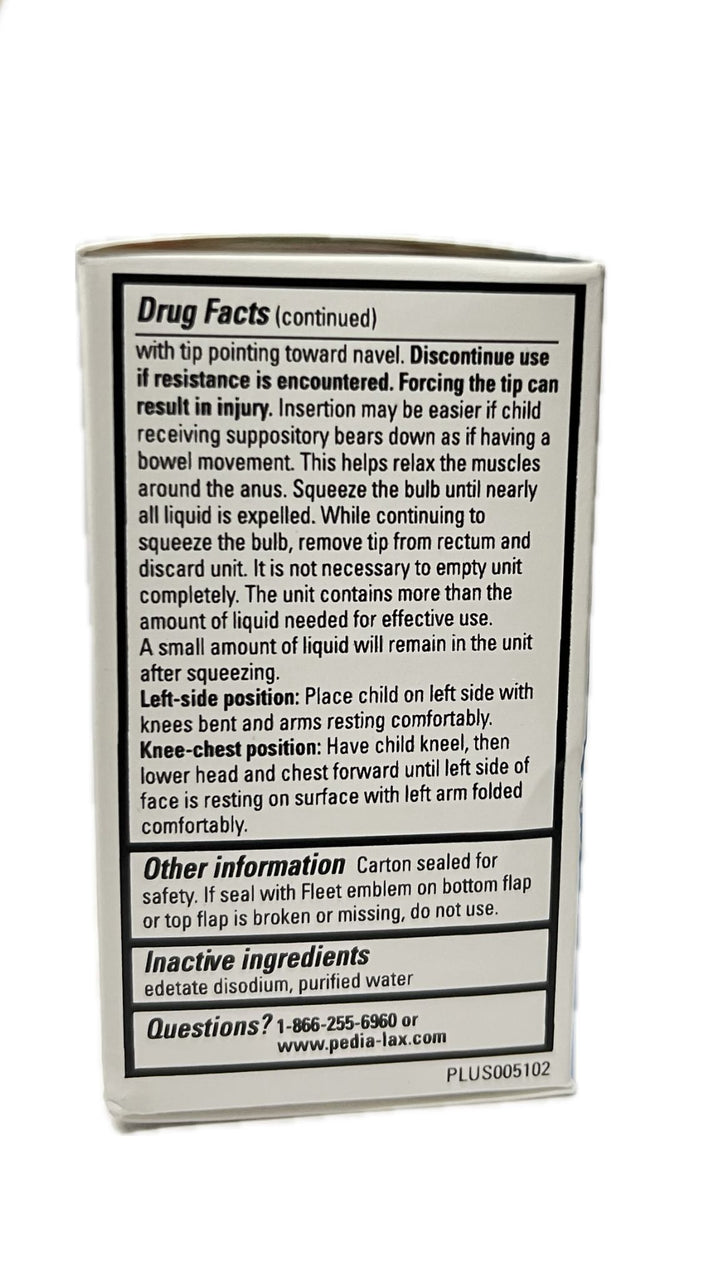 Drug Facts (continued)
with tip pointing toward navel. Discontinue use
if resistance is encountered. Forcing the tip can
result in injury. Insertion may be easier if child
receiving suppository bears down as if having a
bowel movement. This helps relax the muscles
around the anus. Squeeze the bulb until nearly
all liquid is expelled. While continuing to
squeeze the bulb, remove tip from rectum and
discard unit. It is not necessary to empty unit
completely. The unit contains more than the
amount of liquid needed for effective use.
A small amount of liquid will remain in the unit
after squeezing.
Left-side position: Place child on left side with
knees bent and arms resting comfortably.
Knee-chest position: Have child kneel, then
lower head and chest forward until left side of
face is resting on surface with left arm folded
comfortably.
Other information Carton sealed for
safety. If seal with Fleet emblem on bottom flap
or top flap is broken or missing, do not use.
Inactive ingredients
edetate disodium, purified water
Questions? 1-866-255-6960 or
www.pedia-lax.com
PLUS005102